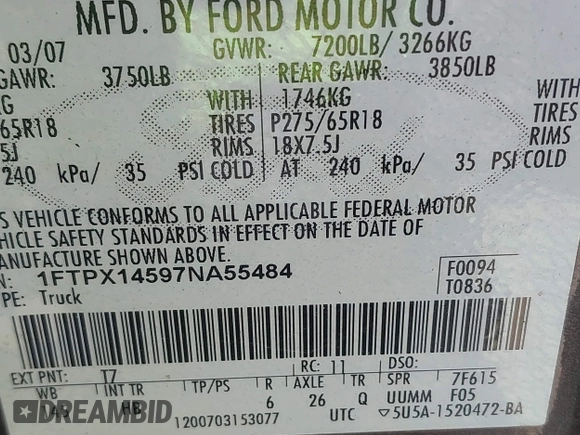 MFD. BY FORD MOTOR CO.
03/07 GVWR: 7200LB/ 3266KG
GAWR: 3750LB REAR GAWR: 3850LB
KG WITH 1746KG WITH
65R18 TIRES P275/65R18 TIRES
5J RIMS 18X7.5J RIMS
240 kPa/ 35 PSI COLD AT 240 kPa/ 35 PSI COLD
S VEHICLE CONFORMS TO ALL APPLICABLE FEDERAL MOTOR
HICLE SAFETY STANDARDS IN EFFECT ON THE DATE OF
ANUFACTURE SHOWN ABOVE.
N: 1FTPX14597NA55484 F0094
PE: Truck T0836
EXT PNT: T7 RC: 11 DSO:
WB INT TR TP/PS R AXLE TR SPR 7F615
145 HB 6 26 Q UUMM F05
1200703153077 UTC ▽5U5A-1520472-BA
DREAMBID